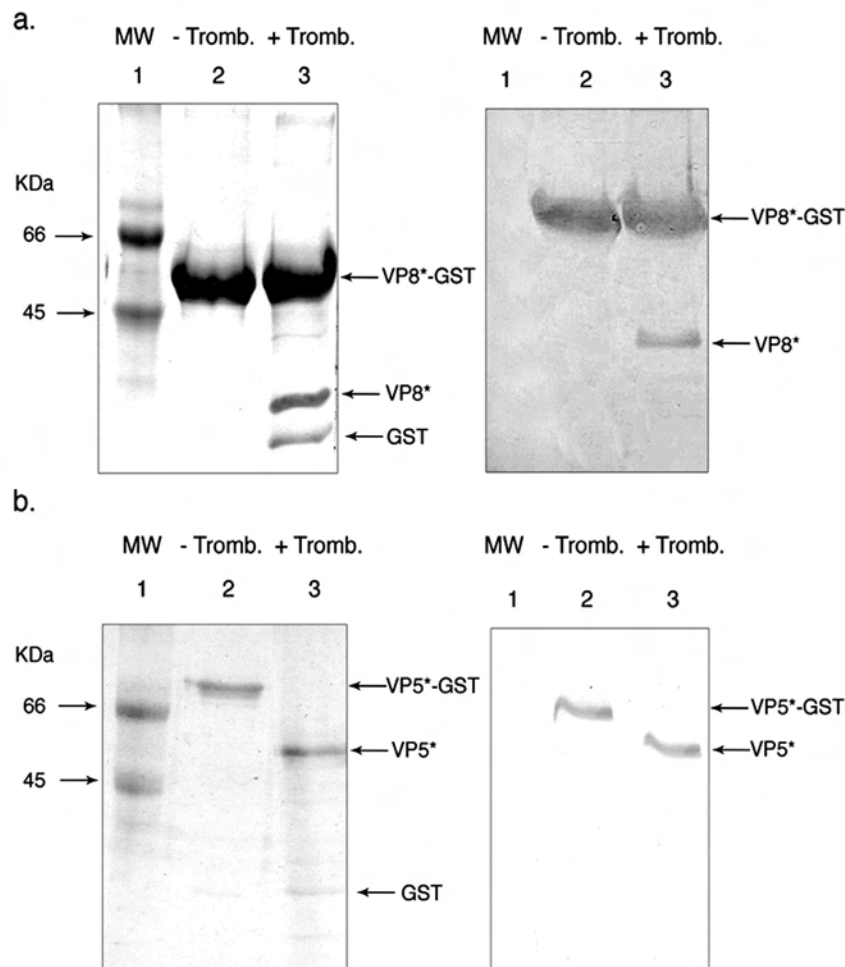 a.
MW - Tromb. + Tromb.
1 2 3
KDa
66
45
VP8*-GST
VP8*
GST
MW - Tromb. + Tromb.
1 2 3
VP8*-GST
VP8*
b.
MW - Tromb. + Tromb.
1 2 3
KDa
66
45
VP5*-GST
VP5*
GST
MW - Tromb. + Tromb.
1 2 3
VP5*-GST
VP5*